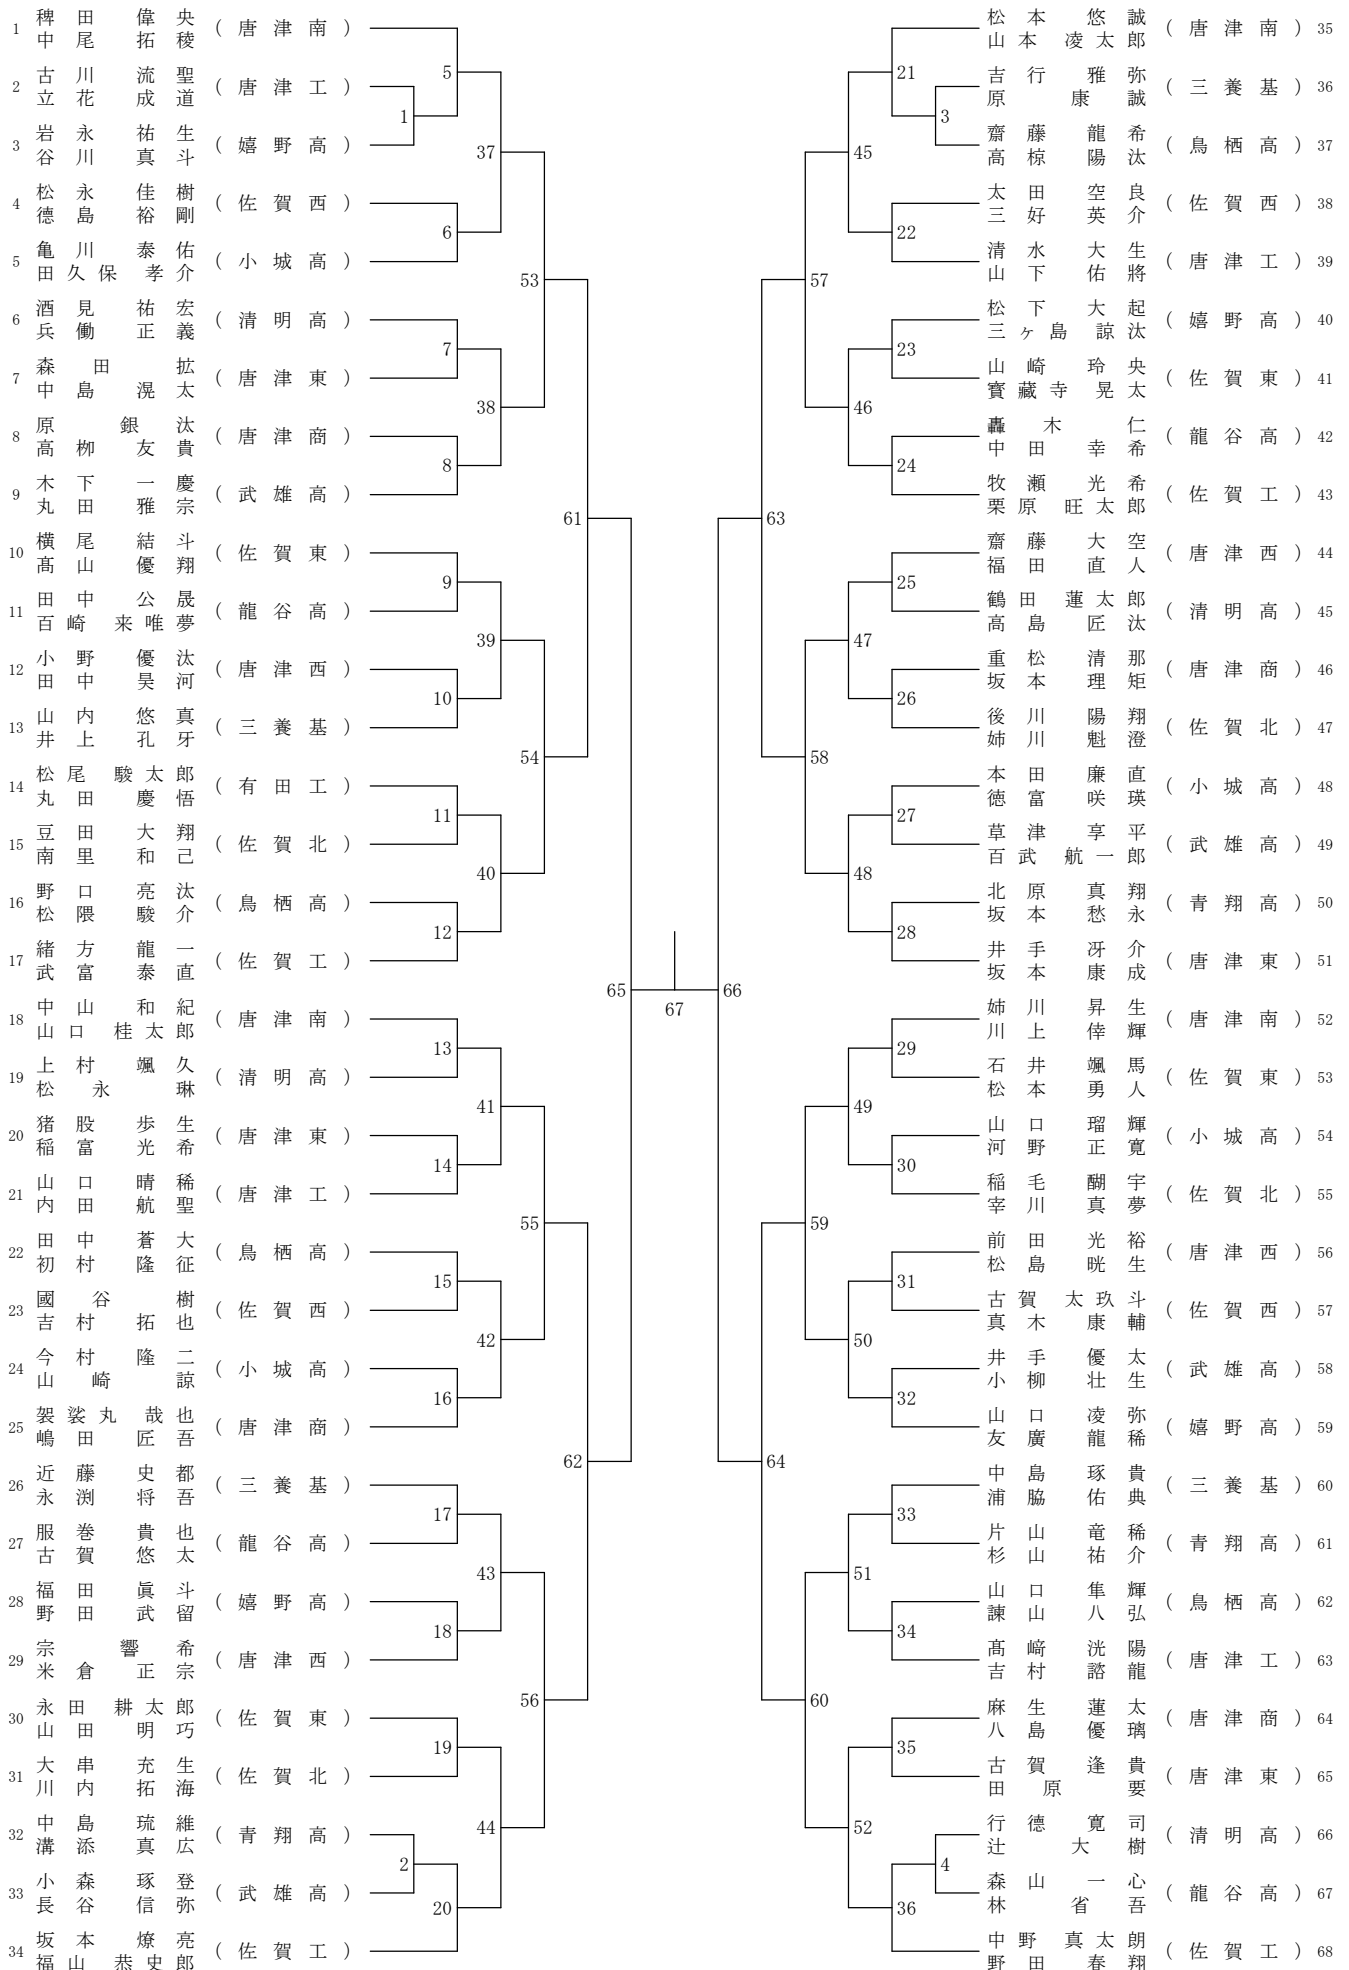 1 稗田 偉央 中尾 拓稜 (唐津南)
2 古川 流聖 立花 成道 (唐津工)
3 岩永 祐生 谷川 真斗 (嬉野高)
4 松永 佳樹 德島 裕剛 (佐賀西)
5 亀川 泰佑 田久保 孝介 (小城高)
6 酒見 祐宏 兵働 正義 (清明高)
7 森田 拡 中島 滉太 (唐津東)
8 原 銀汰 高栁 友貴 (唐津商)
9 木下 一慶 丸田 雅宗 (武雄高)
10 横尾 結斗 髙山 優翔 (佐賀東)
11 田中 公晟 百崎 来唯夢 (龍谷高)
12 小野 優汰 田中 昊河 (唐津西)
13 山内 悠真 井上 孔牙 (三養基)
14 松尾 駿太郎 丸田 慶悟 (有田工)
15 豆田 大翔 南里 和己 (佐賀北)
16 野口 亮汰 松隈 駿介 (鳥栖高)
17 緒方 龍一 武富 泰直 (佐賀工)
18 中山 和紀 山口 桂太郎 (唐津南)
19 上村 颯久 松永 琳 (清明高)
20 猪股 歩生 稲富 光希 (唐津東)
21 山口 晴稀 内田 航聖 (唐津工)
22 田中 蒼大 初村 隆征 (鳥栖高)
23 國谷 樹 吉村 拓也 (佐賀西)
24 今村 隆二 山崎 諒 (小城高)
25 袈裟丸 哉也 嶋田 匠吾 (唐津商)
26 近藤 史都 永渕 将吾 (三養基)
27 服巻 貴也 古賀 悠太 (龍谷高)
28 福田 眞斗 野田 武留 (嬉野高)
29 宗 響希 米倉 正宗 (唐津西)
30 永田 耕太郎 山田 明巧 (佐賀東)
31 大串 充生 川内 拓海 (佐賀北)
32 中島 琉維 溝添 真広 (青翔高)
33 小森 琢登 長谷 信弥 (武雄高)
34 坂本 燎亮 福山 恭史郎 (佐賀工)
5
1
37
6
53
7
38
8
61
9
39
10
54
11
40
12
65
13
41
14
55
15
42
16
62
17
43
18
56
19
44
2
20
67
66
21
3
45
22
57
23
46
24
63
25
47
26
58
27
48
28
29
49
30
59
31
50
32
64
33
51
34
60
35
52
4
36
松本 悠誠 山本 凌太郎 (唐津南) 35
吉行 雅弥 原 康誠 (三養基) 36
齋藤 龍希 高椋 陽汰 (鳥栖高) 37
太田 空良 三好 英介 (佐賀西) 38
清水 大生 山下 佑將 (唐津工) 39
松下 大起 三ヶ島 諒汰 (嬉野高) 40
山崎 玲央 寳藏寺 晃太 (佐賀東) 41
轟木 仁 中田 幸希 (龍谷高) 42
牧瀬 光希 栗原 旺太郎 (佐賀工) 43
齋藤 大空 福田 直人 (唐津西) 44
鶴田 蓮太郎 高島 匠汰 (清明高) 45
重松 清那 坂本 理矩 (唐津商) 46
後川 陽翔 姉川 魁澄 (佐賀北) 47
本田 廉直 徳富 咲瑛 (小城高) 48
草津 享平 百武 航一郎 (武雄高) 49
北原 真翔 坂本 愁永 (青翔高) 50
井手 冴介 坂本 康成 (唐津東) 51
姉川 昇生 川上 倖輝 (唐津南) 52
石井 颯馬 松本 勇人 (佐賀東) 53
山口 瑠輝 河野 正寛 (小城高) 54
稲毛 醐宇 宰川 真夢 (佐賀北) 55
前田 光裕 松島 晄生 (唐津西) 56
古賀 太玖斗 真木 康輔 (佐賀西) 57
井手 優太 小柳 壮生 (武雄高) 58
山口 凌弥 友廣 龍稀 (嬉野高) 59
中島 琢貴 浦脇 佑典 (三養基) 60
片山 竜稀 杉山 祐介 (青翔高) 61
山口 隼輝 諫山 八弘 (鳥栖高) 62
髙﨑 洸陽 吉村 諮龍 (唐津工) 63
麻生 蓮太 八島 優璃 (唐津商) 64
古賀 逢貴 田原 要 (唐津東) 65
行德 寛司 辻 大樹 (清明高) 66
森山 一心 林 省吾 (龍谷高) 67
中野 真太朗 野田 春翔 (佐賀工) 68